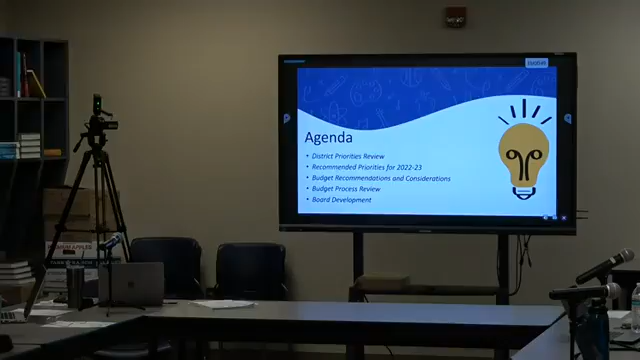 Agenda
• District Priorities Review
• Recommended Priorities for 2022-23
• Budget Recommendations and Considerations
• Budget Process Review
• Board Development